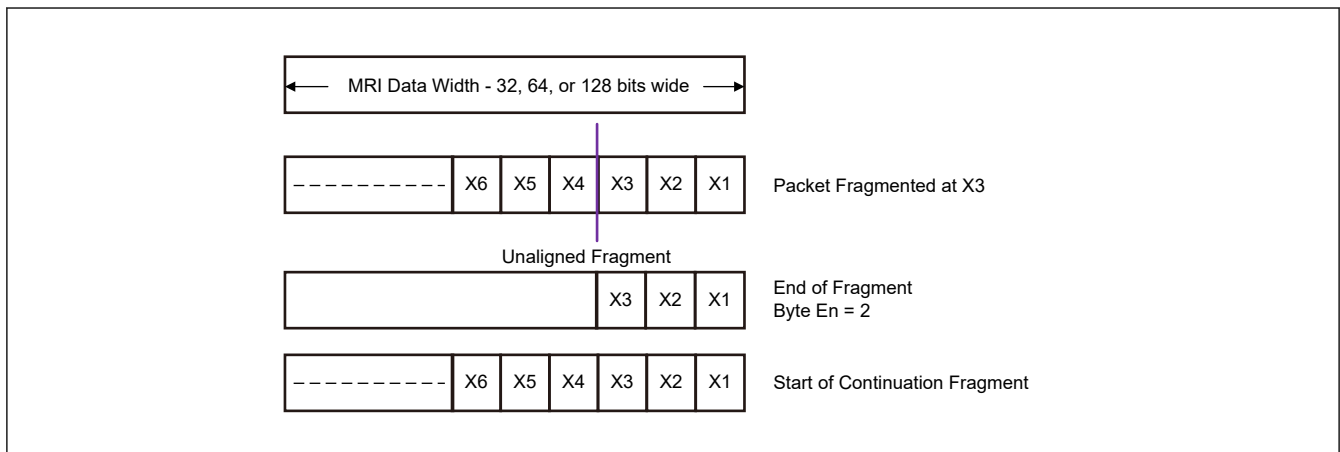 MRI Data Width - 32, 64, or 128 bits wide
X6 X5 X4 X3 X2 X1 Packet Fragmented at X3
Unaligned Fragment
X3 X2 X1 End of Fragment
Byte En = 2
X6 X5 X4 X3 X2 X1 Start of Continuation Fragment